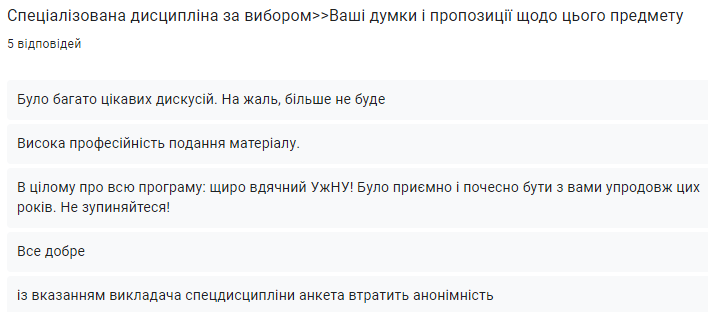 Спеціалізована дисципліна за вибором>>Ваші думки і пропозиції щодо цього предмету
5 відповідей
Було багато цікавих дискусій. На жаль, більше не буде
Висока професійність подання матеріалу.
В цілому про всю програму: щиро вдячний УжНУ! Було приємно і почесно бути з вами упродовж цих
років. Не зупиняйтеся!
Все добре
із вказанням викладача спецдисципліни анкета втратить анонімність